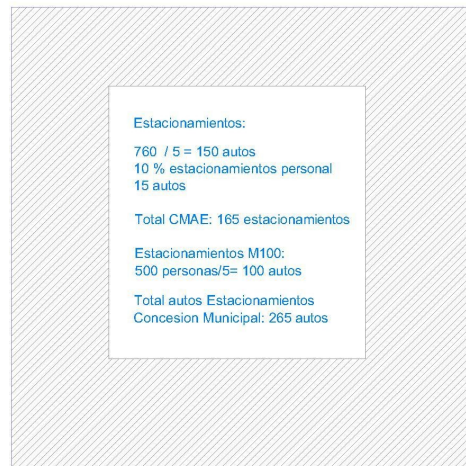 Estacionamientos:
760 / 5 = 150 autos
10 % estacionamientos personal
15 autos
Total CMAE: 165 estacionamientos
Estacionamientos M100:
500 personas/5= 100 autos
Total autos Estacionamientos
Concesion Municipal: 265 autos